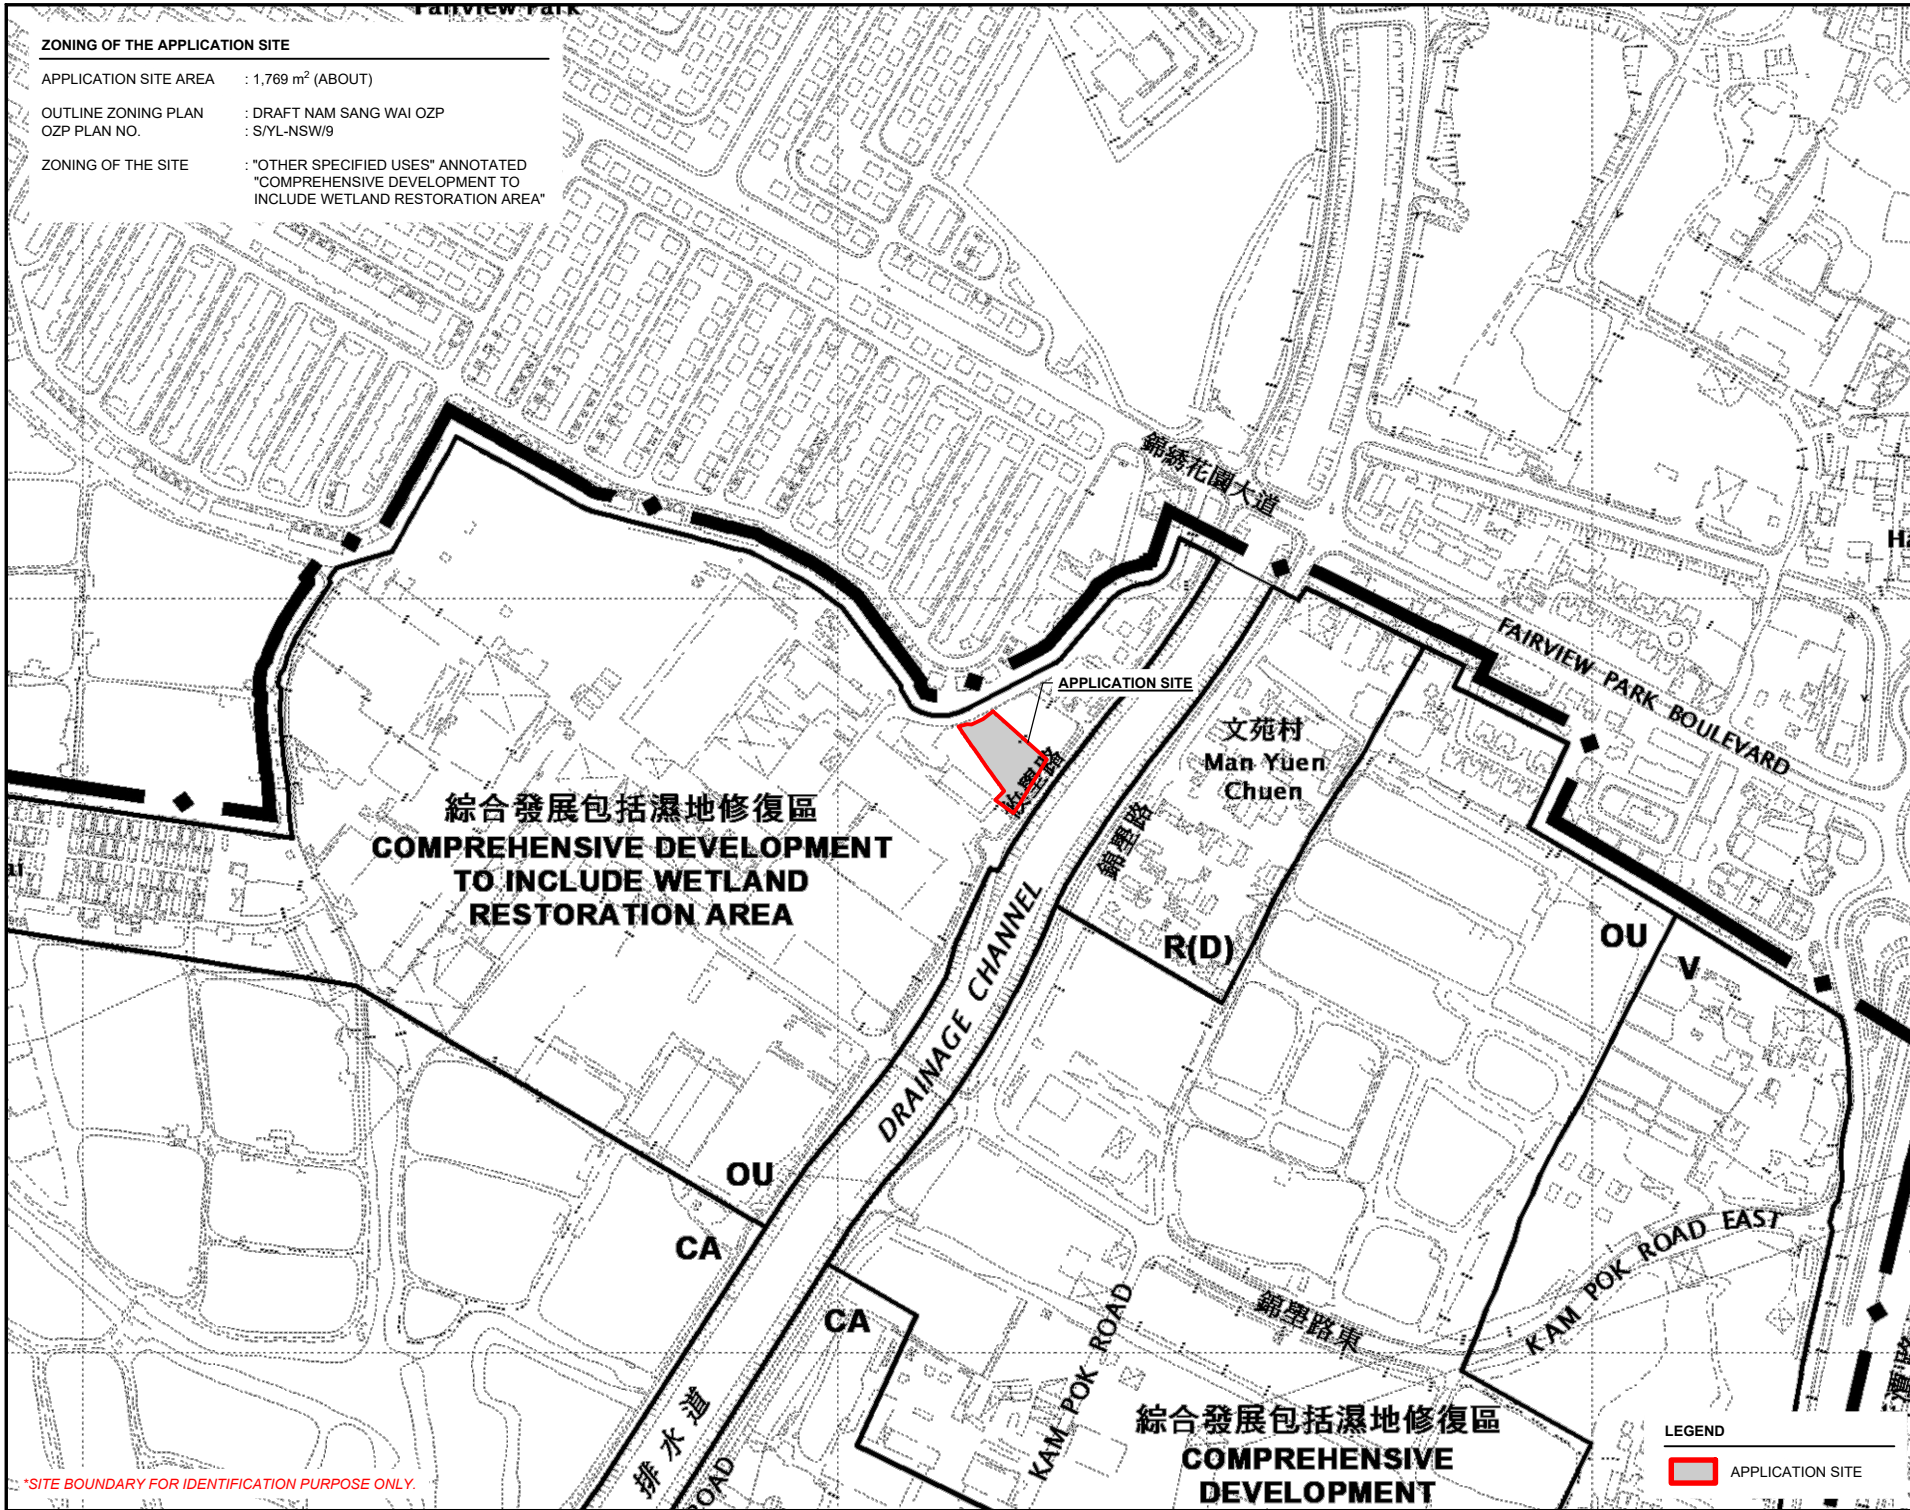 Fairview Park
ZONING OF THE APPLICATION SITE
APPLICATION SITE AREA : 1,769 m² (ABOUT)
OUTLINE ZONING PLAN : DRAFT NAM SANG WAI OZP
OZP PLAN NO. : S/YL-NSW/9
ZONING OF THE SITE : "OTHER SPECIFIED USES" ANNOTATED
"COMPREHENSIVE DEVELOPMENT TO
INCLUDE WETLAND RESTORATION AREA"
錦綉花園大道
FAIRVIEW PARK BOULEVARD
APPLICATION SITE
文苑村
Man Yuen
Chuen
錦壆路
綜合發展包括濕地修復區
COMPREHENSIVE DEVELOPMENT
TO INCLUDE WETLAND
RESTORATION AREA
R(D)
OU
V
DRAINAGE CHANNEL
OU
CA
CA
KAM POK ROAD EAST
錦壆路東
KAM POK ROAD
排水道
ROAD
綜合發展包括濕地修復區
COMPREHENSIVE
DEVELOPMENT
LEGEND
APPLICATION SITE
*SITE BOUNDARY FOR IDENTIFICATION PURPOSE ONLY.